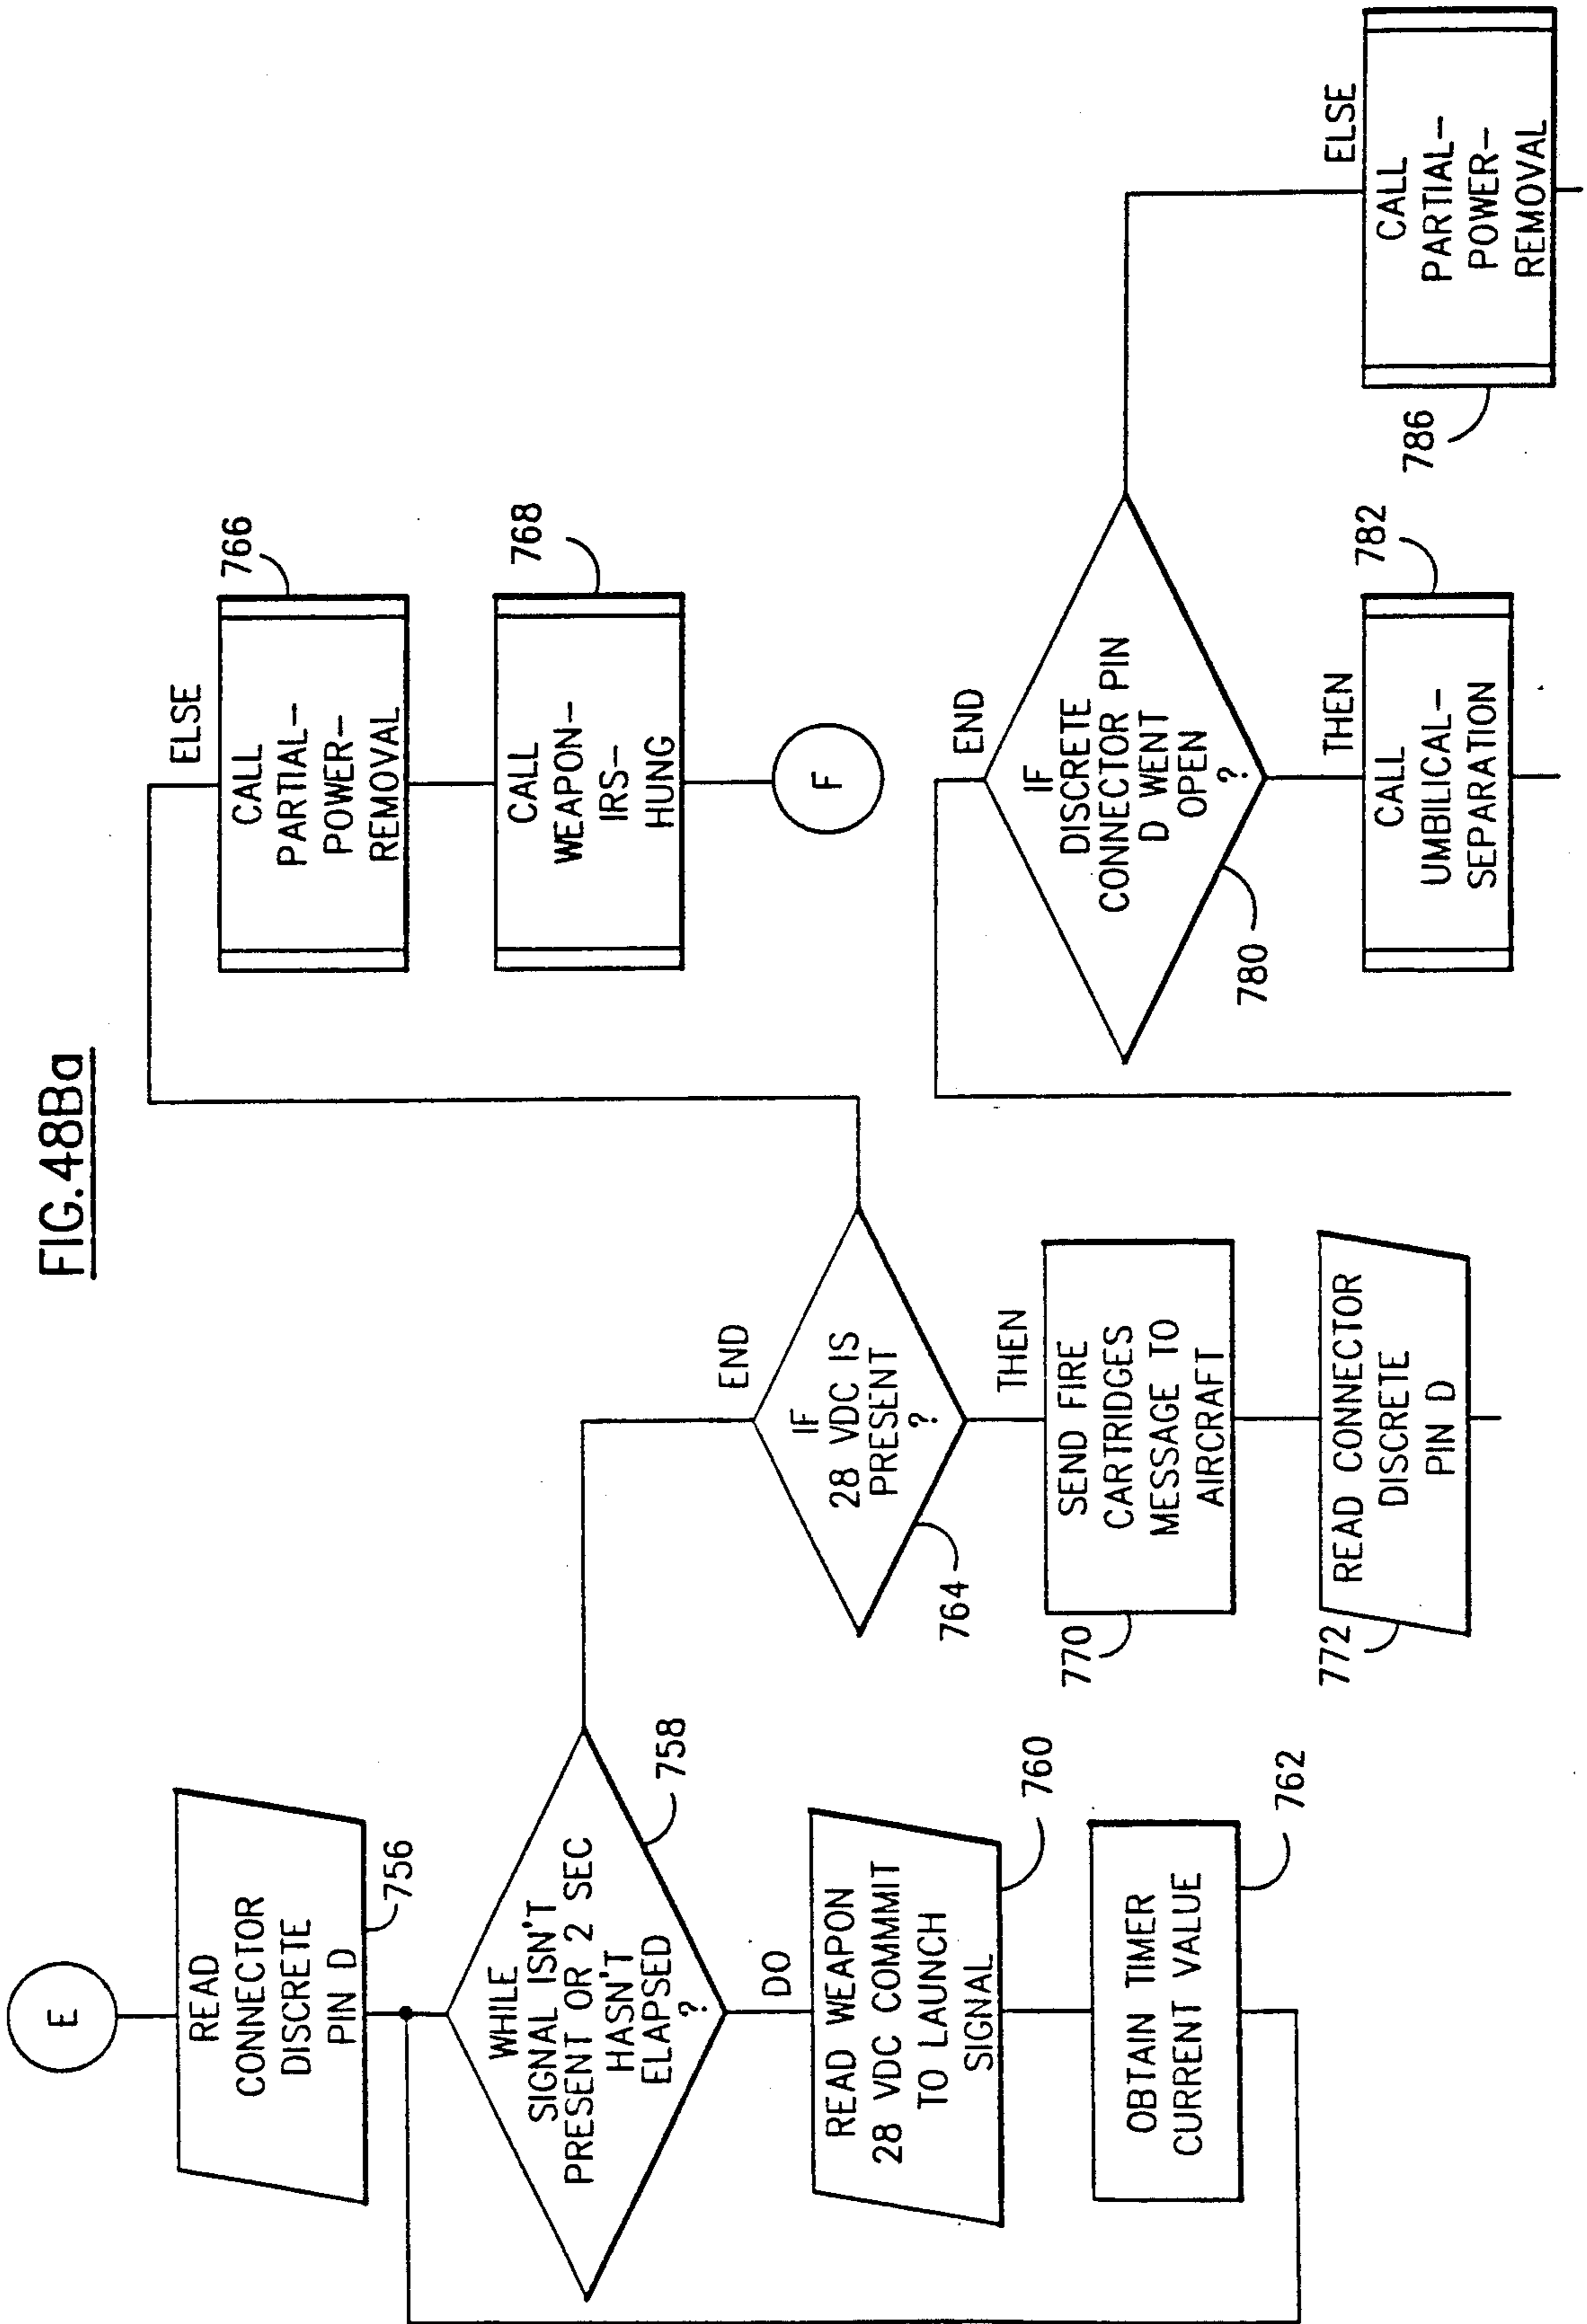 FIG.48Ba
E
READ
CONNECTOR
DISCRETE
PIN D
756
WHILE
SIGNAL ISN'T
PRESENT OR 2 SEC
HASN'T
ELAPSED
?
758
DO
READ WEAPON
28 VDC COMMIT
TO LAUNCH
SIGNAL
760
OBTAIN TIMER
CURRENT VALUE
762
END
IF
28 VDC IS
PRESENT
?
764
THEN
SEND FIRE
CARTRIDGES
MESSAGE TO
AIRCRAFT
770
READ CONNECTOR
DISCRETE
PIN D
772
ELSE
CALL
PARTIAL-
POWER-
REMOVAL
766
CALL
WEAPON-
IRS-
HUNG
768
F
END
IF
DISCRETE
CONNECTOR PIN
D WENT
OPEN
?
780
THEN
CALL
UMBILICAL-
SEPARATION
782
ELSE
CALL
PARTIAL-
POWER-
REMOVAL
786